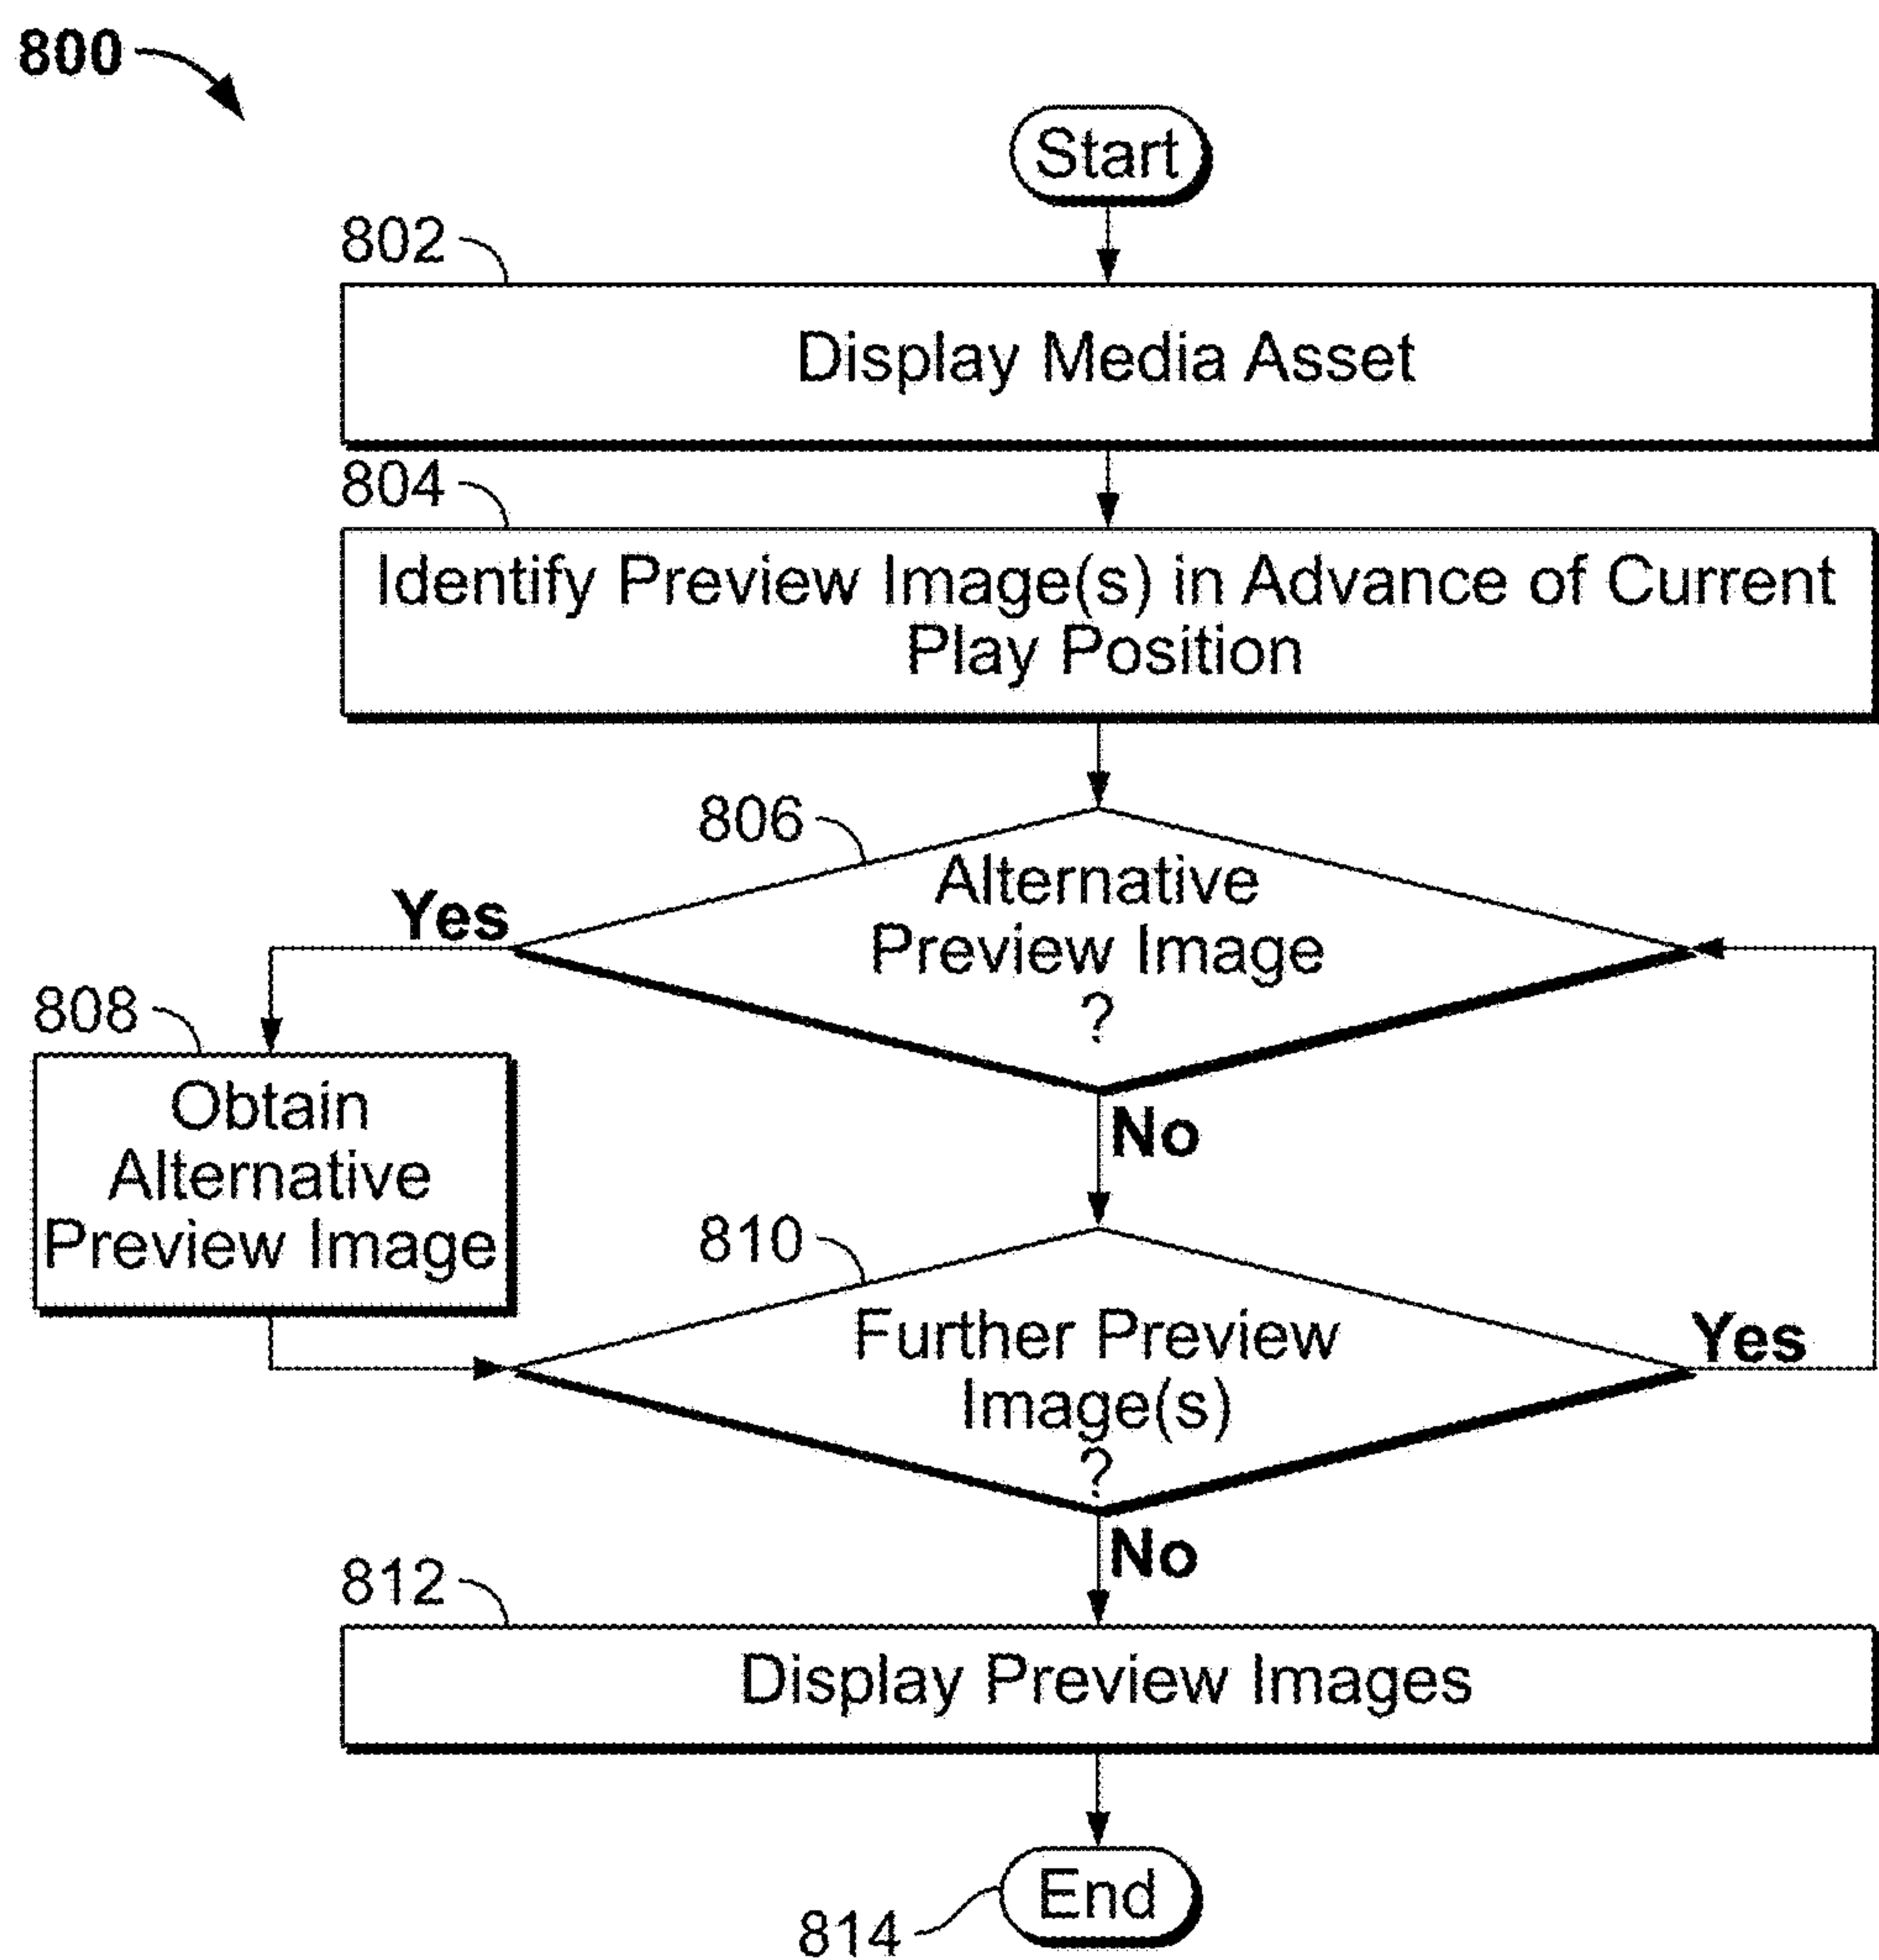 800
Start
802
Display Media Asset
804
Identify Preview Image(s) in Advance of Current
Play Position
806
Alternative
Preview Image
?
Yes
No
808
Obtain
Alternative
Preview Image
810
Further Preview
Image(s)
?
Yes
No
812
Display Preview Images
End
814